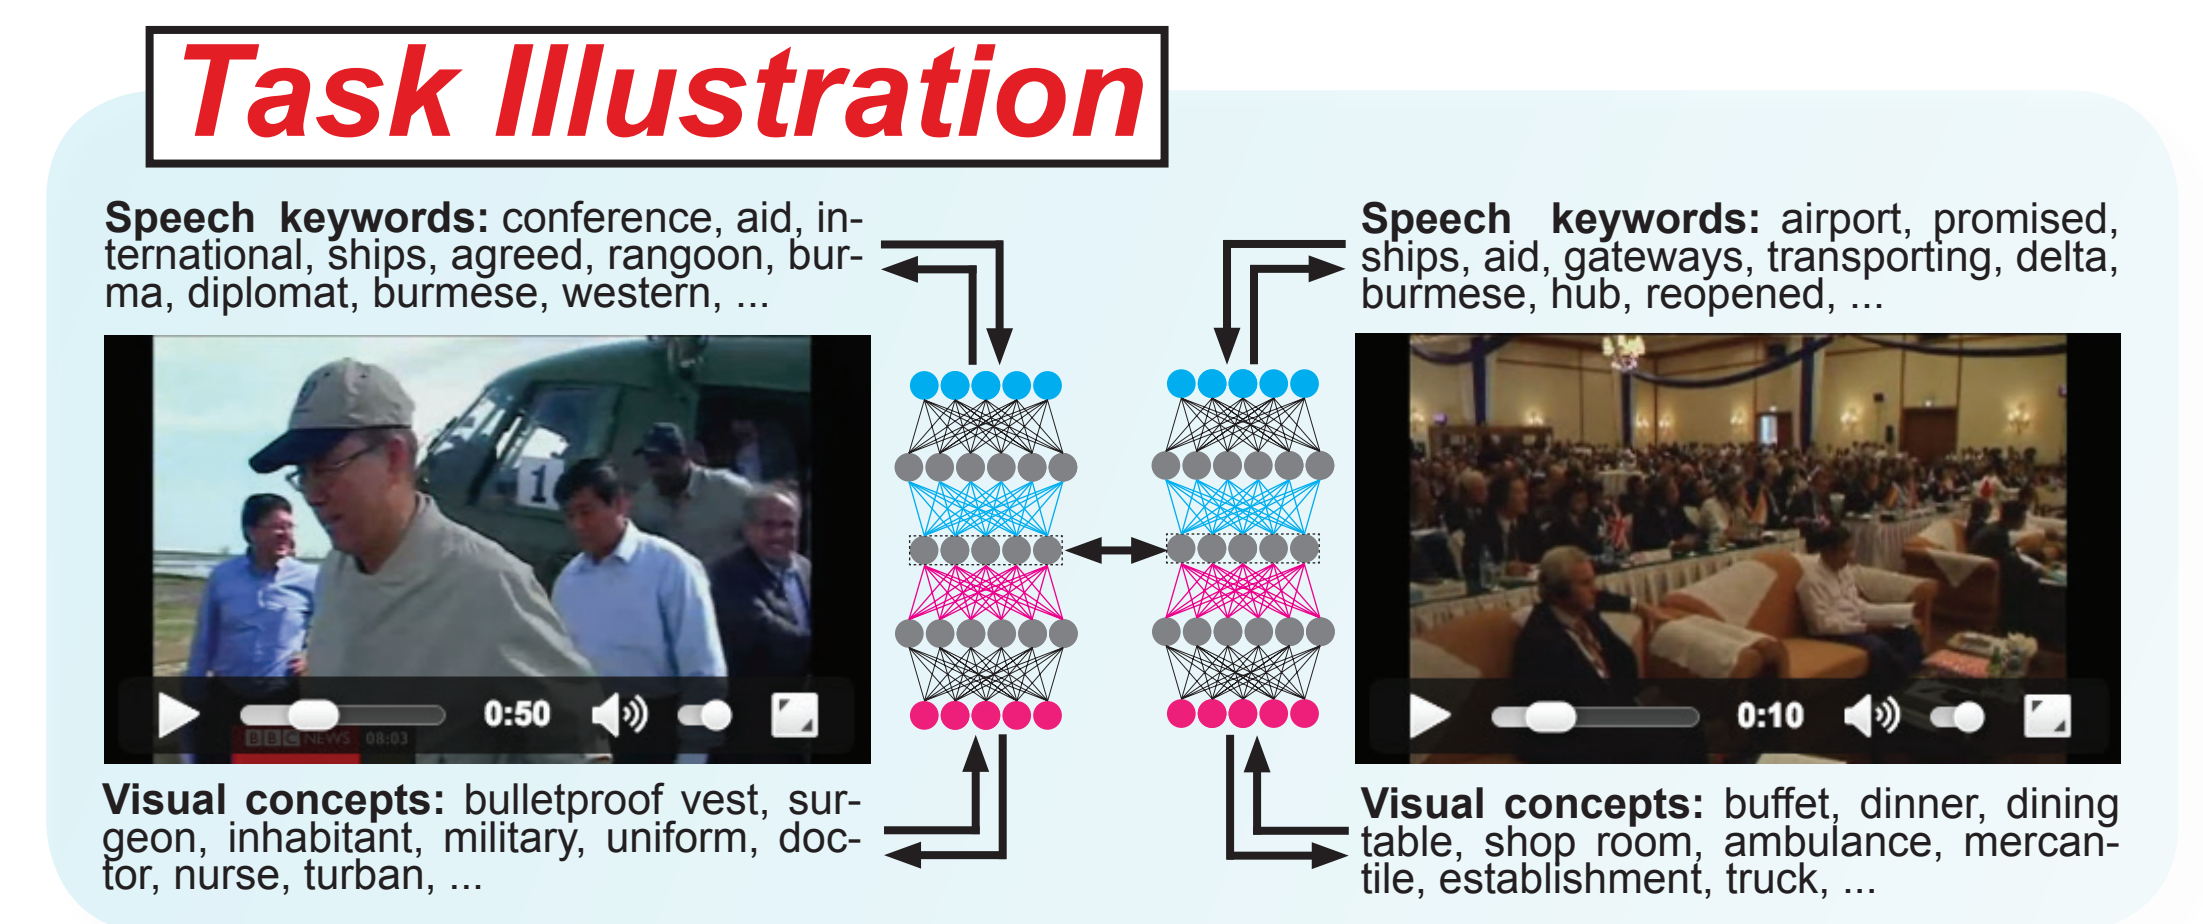 Task Illustration
Speech keywords: conference, aid, in-
ternational, ships, agreed, rangoon, bur-
ma, diplomat, burmese, western, ...
1
0:50
BBC NEWS 08:03
Visual concepts: bulletproof vest, sur-
geon, inhabitant, military, uniform, doc-
tor, nurse, turban, ...
Speech keywords: airport, promised,
ships, aid, gateways, transporting, delta,
burmese, hub, reopened, ...
0:10
Visual concepts: buffet, dinner, dining
table, shop room, ambulance, mercan-
tile, establishment, truck, ...